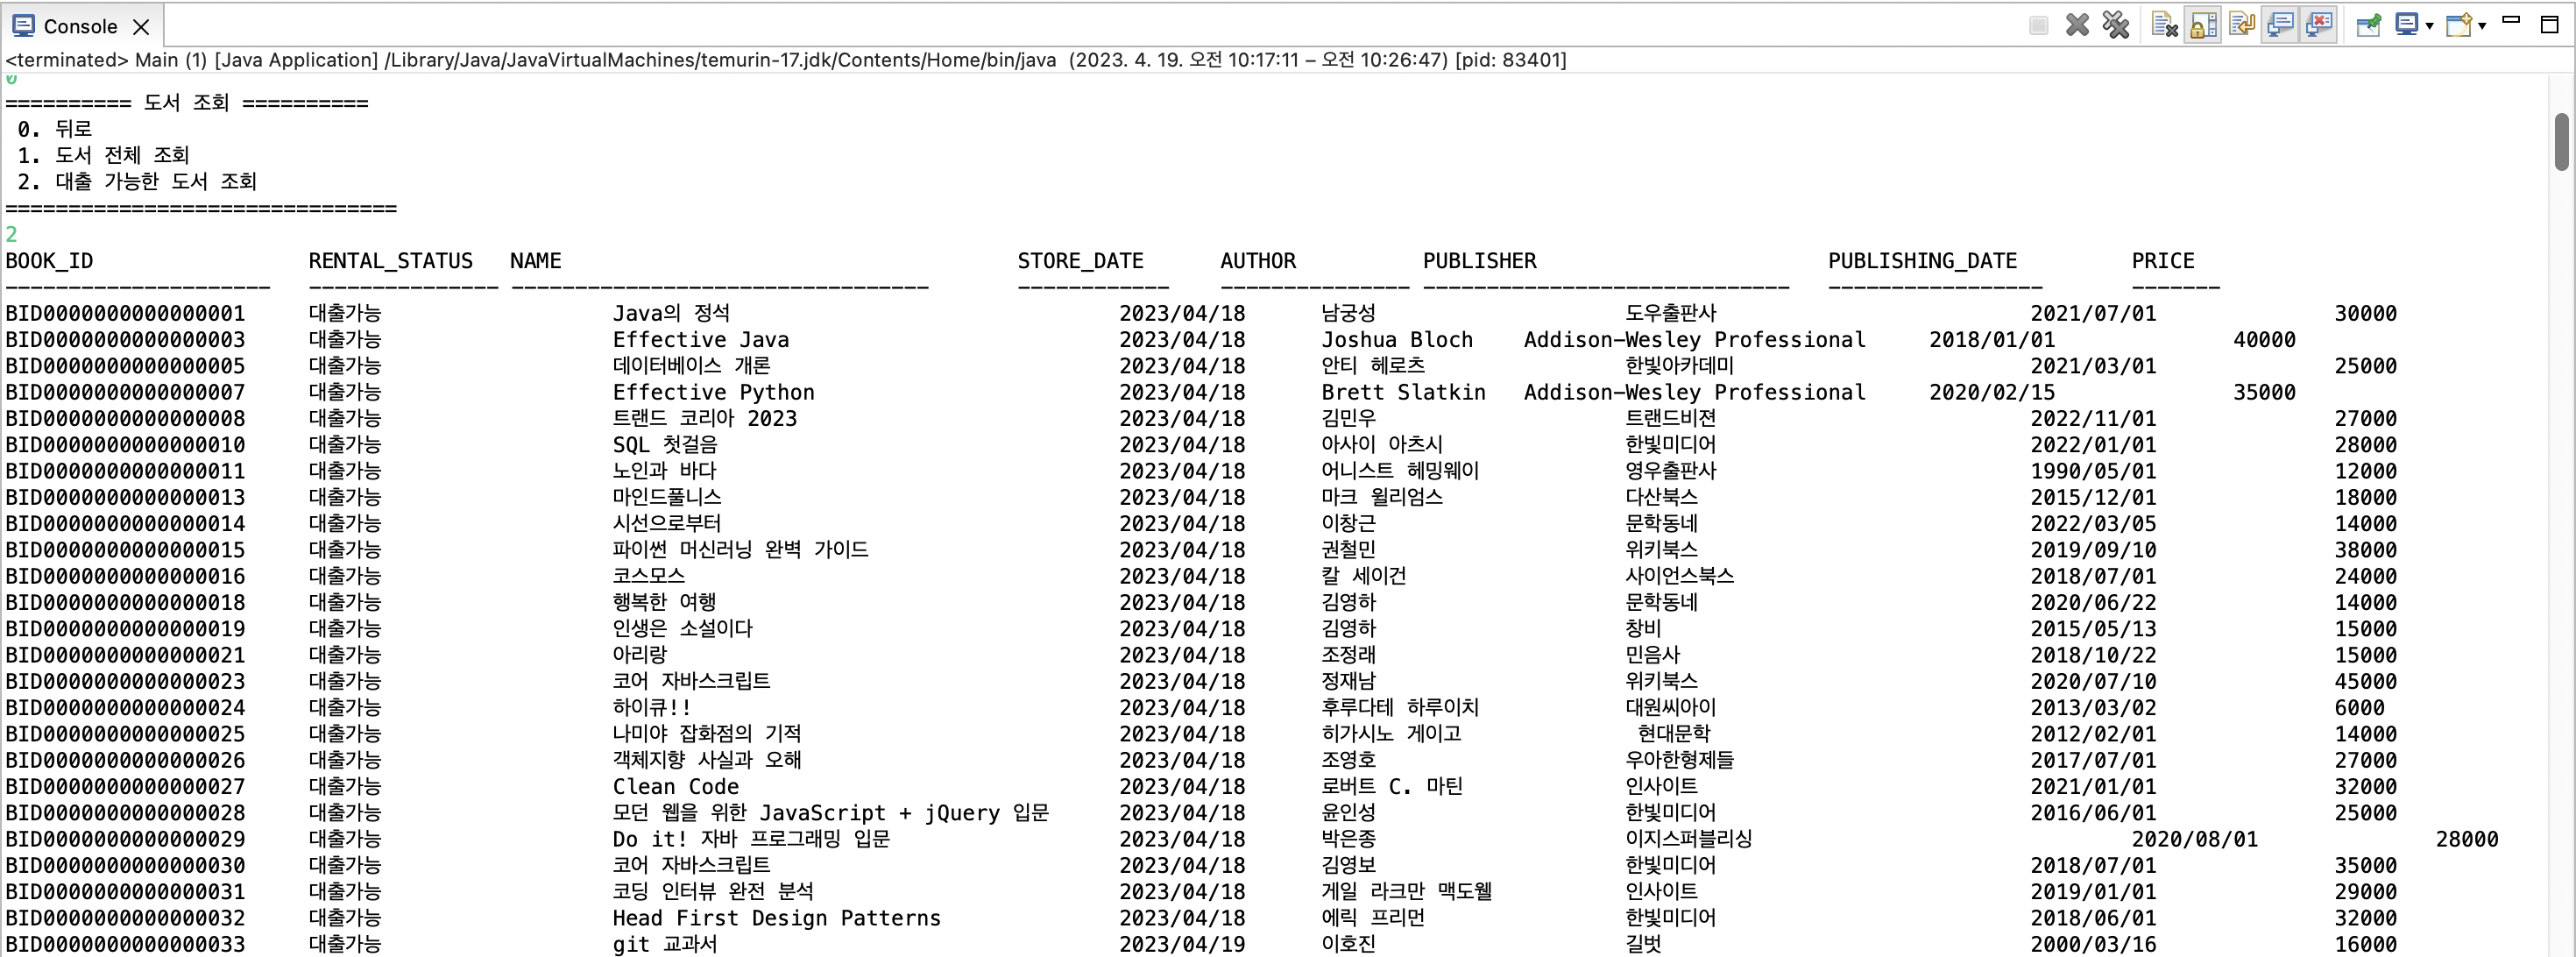 Console
<terminated> Main (1) [Java Application] /Library/Java/JavaVirtualMachines/temurin-17.jdk/Contents/Home/bin/java (2023. 4. 19. 오전 10:17:11 – 오전 10:26:47) [pid: 83401]
========== 도서 조회 ==========
0. 뒤로
1. 도서 전체 조회
2. 대출 가능한 도서 조회
===============================
2
BOOK_ID RENTAL_STATUS NAME STORE_DATE AUTHOR PUBLISHER PUBLISHING_DATE PRICE
--------------------- --------------- --------------------------------- ------------ --------------- ----------------------------- ----------------- -------
BID0000000000000001 대출가능 Java의 정석 2023/04/18 남궁성 도우출판사 2021/07/01 30000
BID0000000000000003 대출가능 Effective Java 2023/04/18 Joshua Bloch Addison-Wesley Professional 2018/01/01 40000
BID0000000000000005 대출가능 데이터베이스 개론 2023/04/18 안티 헤로츠 한빛아카데미 2021/03/01 25000
BID0000000000000007 대출가능 Effective Python 2023/04/18 Brett Slatkin Addison-Wesley Professional 2020/02/15 35000
BID0000000000000008 대출가능 트랜드 코리아 2023 2023/04/18 김민우 트랜드비젼 2022/11/01 27000
BID0000000000000010 대출가능 SQL 첫걸음 2023/04/18 아사이 아츠시 한빛미디어 2022/01/01 28000
BID0000000000000011 대출가능 노인과 바다 2023/04/18 어니스트 헤밍웨이 영우출판사 1990/05/01 12000
BID0000000000000013 대출가능 마인드풀니스 2023/04/18 마크 윌리엄스 다산북스 2015/12/01 18000
BID0000000000000014 대출가능 시선으로부터 2023/04/18 이창근 문학동네 2022/03/05 14000
BID0000000000000015 대출가능 파이썬 머신러닝 완벽 가이드 2023/04/18 권철민 위키북스 2019/09/10 38000
BID0000000000000016 대출가능 코스모스 2023/04/18 칼 세이건 사이언스북스 2018/07/01 24000
BID0000000000000018 대출가능 행복한 여행 2023/04/18 김영하 문학동네 2020/06/22 14000
BID0000000000000019 대출가능 인생은 소설이다 2023/04/18 김영하 창비 2015/05/13 15000
BID0000000000000021 대출가능 아리랑 2023/04/18 조정래 민음사 2018/10/22 15000
BID0000000000000023 대출가능 코어 자바스크립트 2023/04/18 정재남 위키북스 2020/07/10 45000
BID0000000000000024 대출가능 하이큐!! 2023/04/18 후루다테 하루이치 대원씨아이 2013/03/02 6000
BID0000000000000025 대출가능 나미야 잡화점의 기적 2023/04/18 히가시노 게이고 현대문학 2012/02/01 14000
BID0000000000000026 대출가능 객체지향 사실과 오해 2023/04/18 조영호 우아한형제들 2017/07/01 27000
BID0000000000000027 대출가능 Clean Code 2023/04/18 로버트 C. 마틴 인사이트 2021/01/01 32000
BID0000000000000028 대출가능 모던 웹을 위한 JavaScript + jQuery 입문 2023/04/18 윤인성 한빛미디어 2016/06/01 25000
BID0000000000000029 대출가능 Do it! 자바 프로그래밍 입문 2023/04/18 박은종 이지스퍼블리싱 2020/08/01 28000
BID0000000000000030 대출가능 코어 자바스크립트 2023/04/18 김영보 한빛미디어 2018/07/01 35000
BID0000000000000031 대출가능 코딩 인터뷰 완전 분석 2023/04/18 게일 라크만 맥도웰 인사이트 2019/01/01 29000
BID0000000000000032 대출가능 Head First Design Patterns 2023/04/18 에릭 프리먼 한빛미디어 2018/06/01 32000
BID0000000000000033 대출가능 git 교과서 2023/04/19 이호진 길벗 2000/03/16 16000